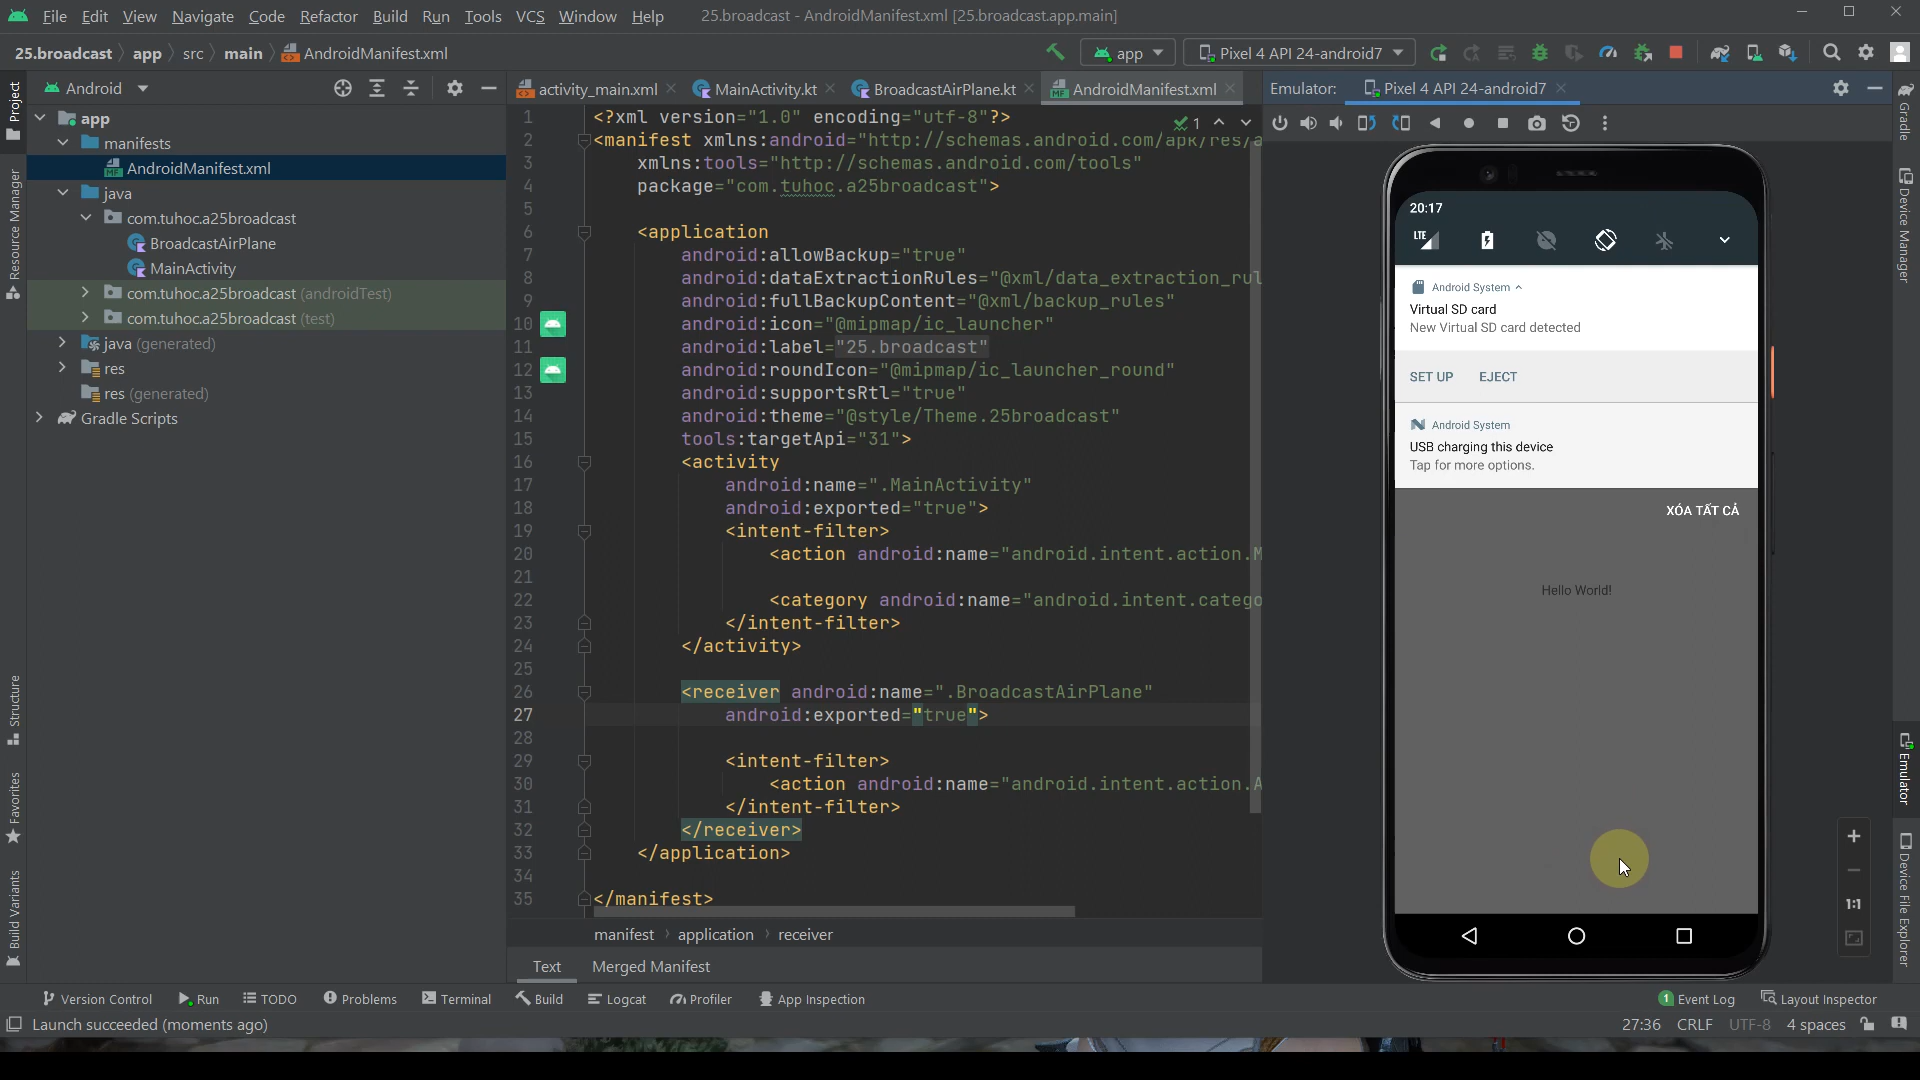 File Edit View Navigate Code Refactor Build Run Tools VCS Window Help 25.broadcast - AndroidManifest.xml [25.broadcast.app.main]
25.broadcast app src main AndroidManifest.xml app Pixel 4 API 24-android7
Project
Resource Manager
Structure
Favorites
Build Variants
Android
app
manifests
AndroidManifest.xml
java
com.tuhoc.a25broadcast
BroadcastAirPlane
MainActivity
com.tuhoc.a25broadcast (androidTest)
com.tuhoc.a25broadcast (test)
java (generated)
res
res (generated)
Gradle Scripts
activity_main.xml MainActivity.kt BroadcastAirPlane.kt AndroidManifest.xml
1
1 <?xml version="1.0" encoding="utf-8"?>
2 <manifest xmlns:android="http://schemas.android.com/apk/res/a
3 xmlns:tools="http://schemas.android.com/tools"
4 package="com.tuhoc.a25broadcast">
5
6 <application
7 android:allowBackup="true"
8 android:dataExtractionRules="@xml/data_extraction_rul
9 android:fullBackupContent="@xml/backup_rules"
10 android:icon="@mipmap/ic_launcher"
11 android:label="25.broadcast"
12 android:roundIcon="@mipmap/ic_launcher_round"
13 android:supportsRtl="true"
14 android:theme="@style/Theme.25broadcast"
15 tools:targetApi="31">
16 <activity
17 android:name=".MainActivity"
18 android:exported="true">
19 <intent-filter>
20 <action android:name="android.intent.action.M
21
22 <category android:name="android.intent.catego
23 </intent-filter>
24 </activity>
25
26 <receiver android:name=".BroadcastAirPlane"
27 android:exported="true">
28
29 <intent-filter>
30 <action android:name="android.intent.action.A
31 </intent-filter>
32 </receiver>
33 </application>
34
35 </manifest>
manifest application receiver
Text Merged Manifest
Emulator: Pixel 4 API 24-android7
20:17
LTE
Android System
Virtual SD card
New Virtual SD card detected
SET UP EJECT
Android System
USB charging this device
Tap for more options.
XÓA TẤT CẢ
Hello World!
1:1
Gradle
Device Manager
Emulator
Device File Explorer
Version Control Run TODO Problems Terminal Build Logcat Profiler App Inspection 1 Event Log Layout Inspector
Launch succeeded (moments ago) 27:36 CRLF UTF-8 4 spaces